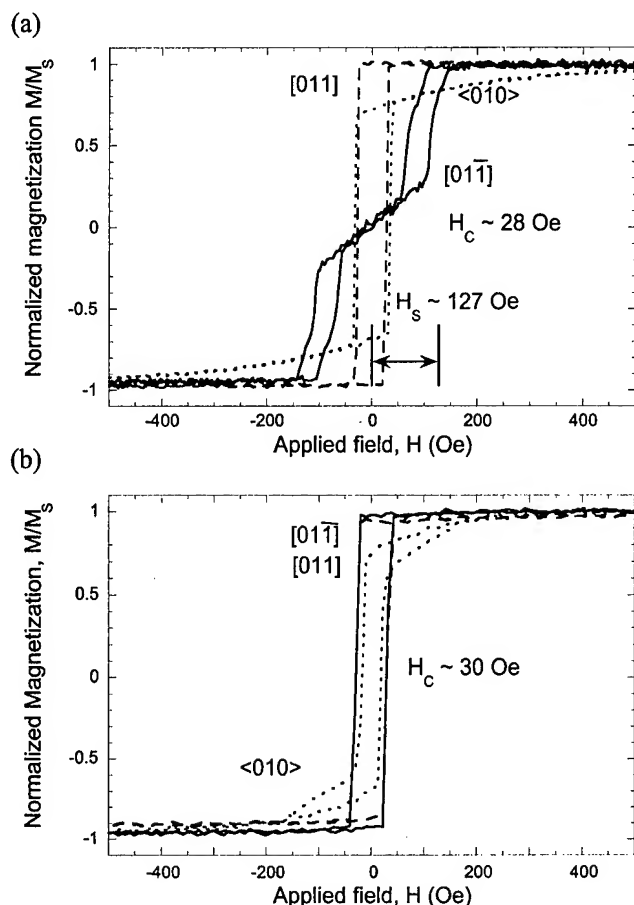 (a)
Normalized magnetization M/M_S
1
0.5
0
-0.5
-1
[011]
<010>
[011̄]
H_C ~ 28 Oe
H_S ~ 127 Oe
-400 -200 0 200 400
Applied field, H (Oe)
(b)
Normalized Magnetization, M/M_S
1
0.5
0
-0.5
-1
[011̄]
[011]
H_C ~ 30 Oe
<010>
-400 -200 0 200 400
Applied field, H (Oe)